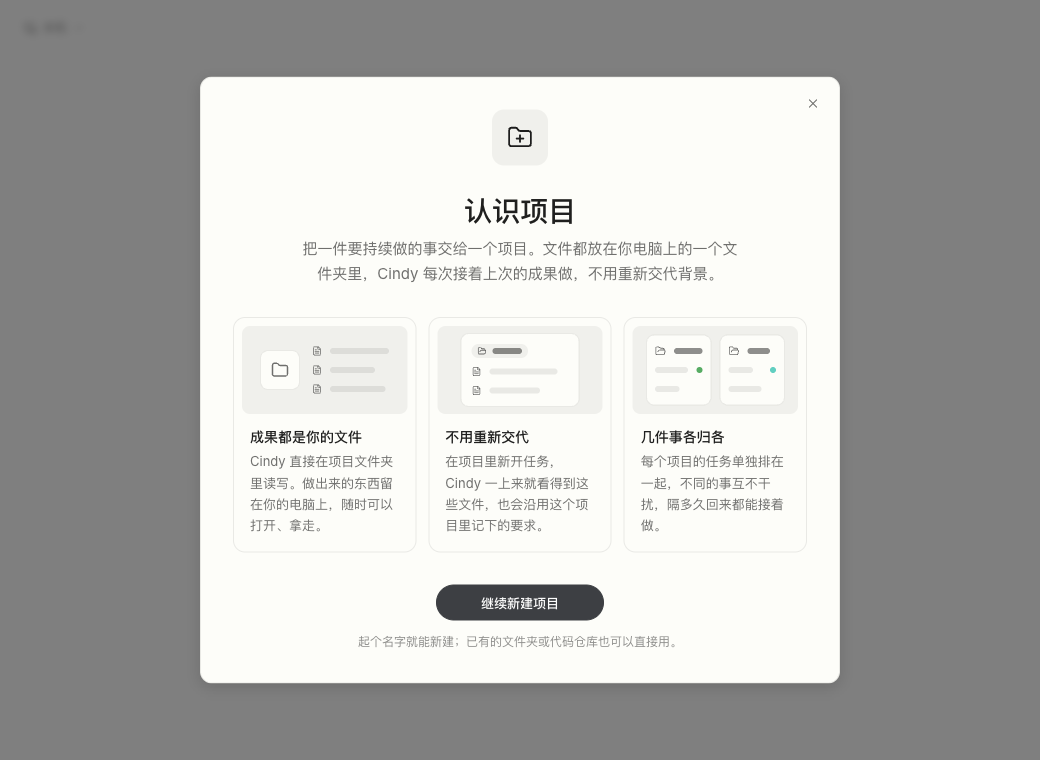 认识项目
把一件要持续做的事交给一个项目。文件都放在你电脑上的一个文
件夹里，Cindy 每次接着上次的成果做，不用重新交代背景。
成果都是你的文件
Cindy 直接在项目文件夹
里读写。做出来的东西留
在你的电脑上，随时可以
打开、拿走。
不用重新交代
在项目里新开任务，
Cindy 一上来就看得到这
些文件，也会沿用这个项
目里记下的要求。
几件事各归各
每个项目的任务单独排在
一起，不同的事互不干
扰，隔多久回来都能接着
做。
继续新建项目
起个名字就能新建；已有的文件夹或代码仓库也可以直接用。